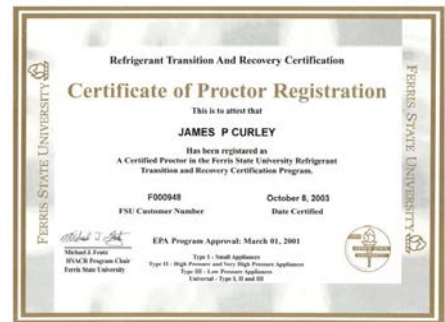 Refrigerant Transition And Recovery Certification
Certificate of Proctor Registration
This is to attest that
JAMES P CURLEY
Has been registored as
A Certified Proctor in the Ferris State University Refrigerant
Transition and Recovery Certification Program.
F000948
FSU Customer Number
October 8, 2003
Date Certified
Michael J. Feutz
HVACR Program Chair
Ferris State University
EPA Program Approval: March 01, 2001
Type I - Small Appliances
Type II - High Pressure and Very High Pressure Appliances
Type III - Low Pressure Appliances
Universal - Type I, II and III
FERRIS STATE UNIVERSITY
FERRIS STATE UNIVERSITY